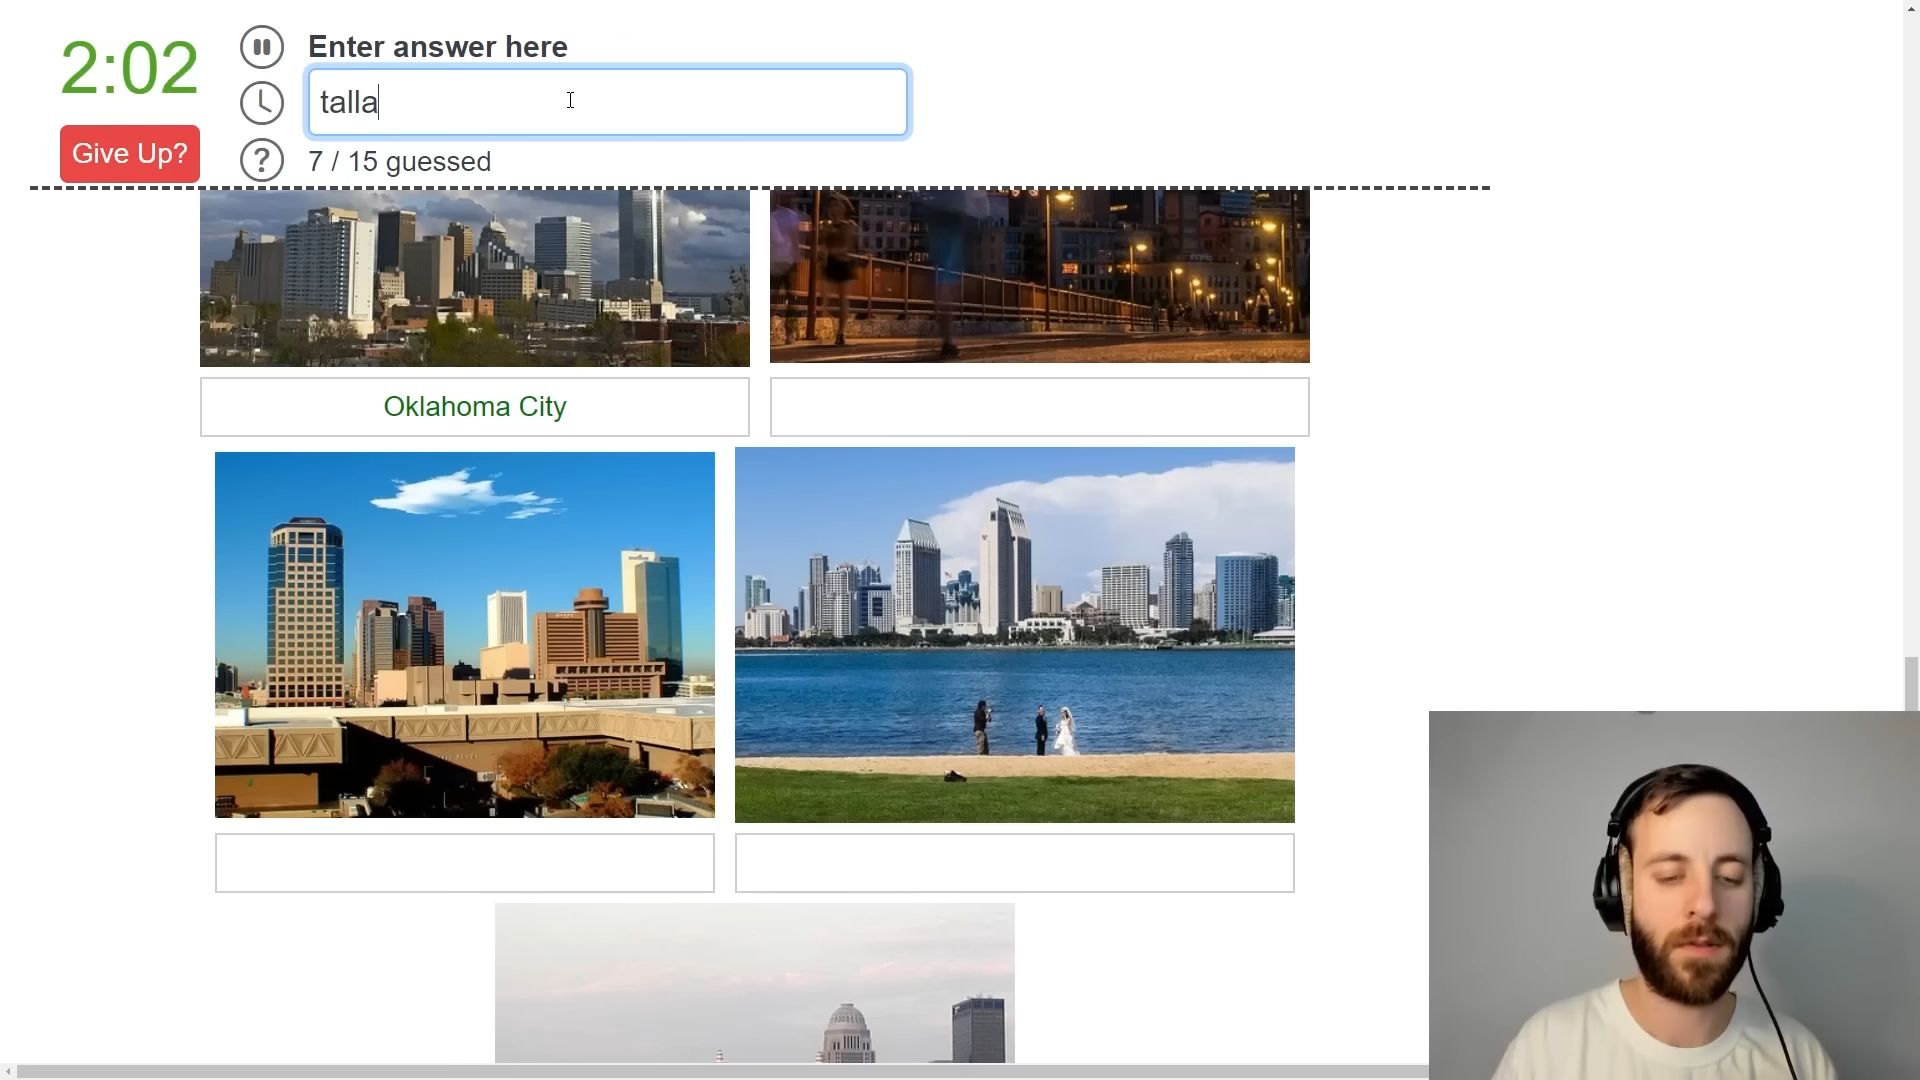 2:02
Enter answer here
talla
Give Up?
?
7 / 15 guessed
Oklahoma City